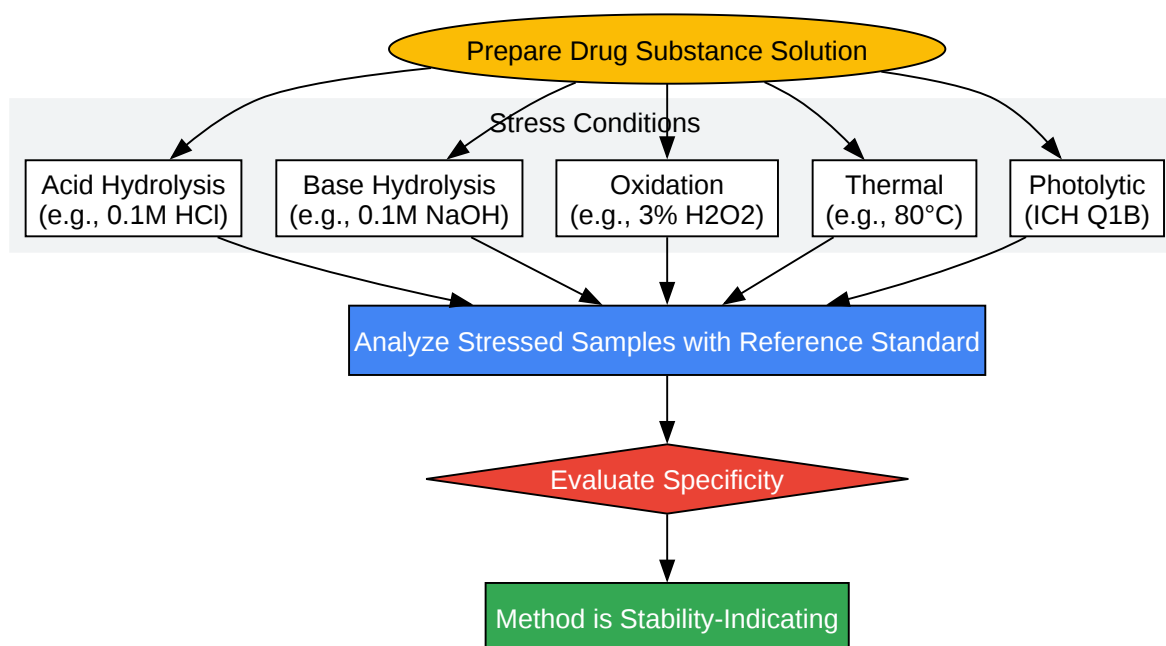 Prepare Drug Substance Solution
Stress Conditions
Acid Hydrolysis
(e.g., 0.1M HCl)
Base Hydrolysis
(e.g., 0.1M NaOH)
Oxidation
(e.g., 3% H2O2)
Thermal
(e.g., 80°C)
Photolytic
(ICH Q1B)
Analyze Stressed Samples with Reference Standard
Evaluate Specificity
Method is Stability-Indicating